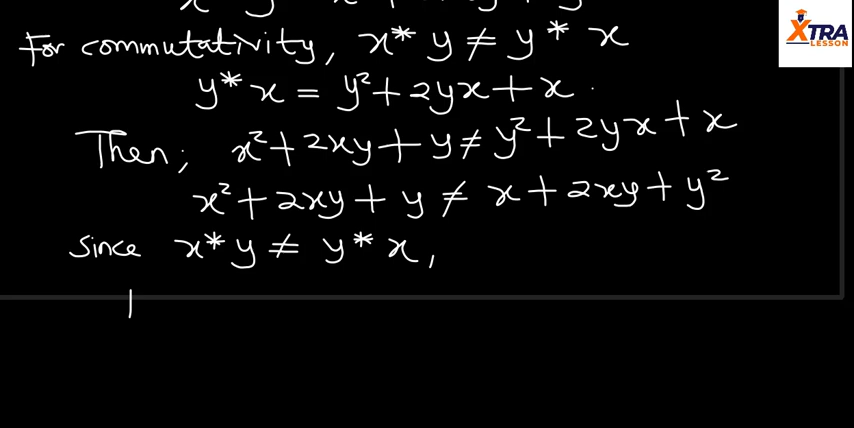 XTRA
LESSON
For commutativity, x * y ≠ y * x
y * x = y² + 2yx + x .
Then; x² + 2xy + y ≠ y² + 2yx + x
x² + 2xy + y ≠ x + 2xy + y²
Since x * y ≠ y * x,